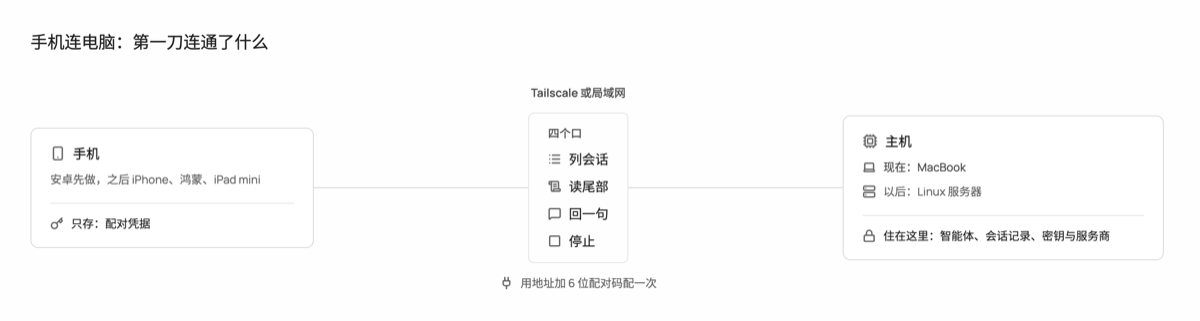 手机连电脑：第一刀连通了什么
Tailscale 或局域网
手机
安卓先做，之后 iPhone、鸿蒙、iPad mini
只存：配对凭据
四个口
列会话
读尾部
回一句
停止
用地址加 6 位配对码配一次
主机
现在：MacBook
以后：Linux 服务器
住在这里：智能体、会话记录、密钥与服务商